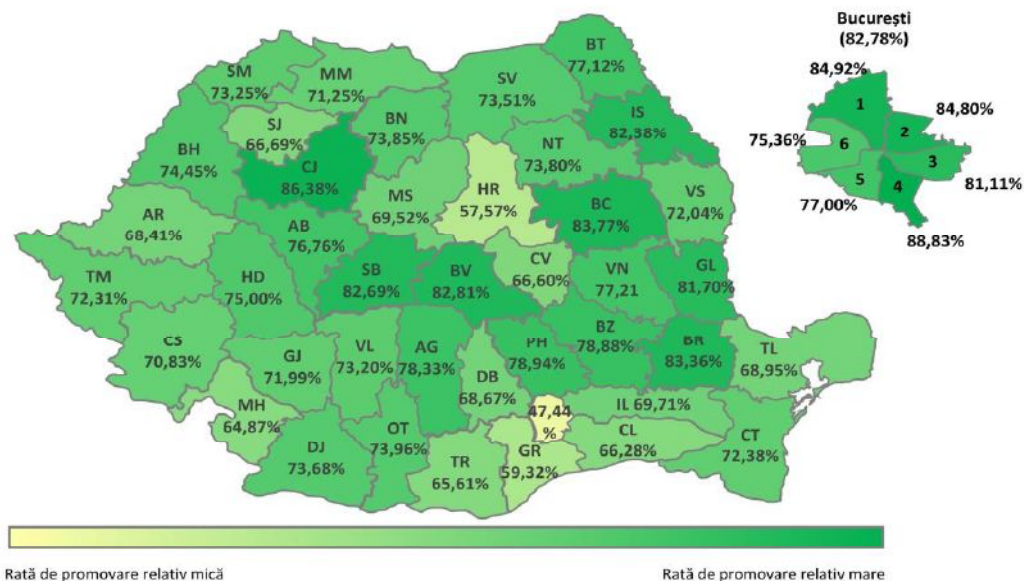 București
(82,78%)
84,92%
1
84,80%
2
75,36%
6
3
5
4
81,11%
77,00%
88,83%
BT
77,12%
SM
73,25%
MM
71,25%
SV
73,51%
IS
82,38%
SJ
66,69%
BN
73,85%
NT
73,80%
BH
74,45%
CJ
86,38%
MS
69,52%
HR
57,57%
BC
83,77%
VS
72,04%
AR
68,41%
AB
76,76%
CV
66,60%
TM
72,31%
HD
75,00%
SB
82,69%
BV
82,81%
VN
77,21
GL
81,70%
CS
70,83%
GJ
71,99%
VL
73,20%
AG
78,33%
PH
78,94%
BZ
78,88%
BR
83,36%
TL
68,95%
DB
68,67%
MH
64,87%
47,44
%
IL 69,71%
DJ
73,68%
OT
73,96%
TR
65,61%
GR
59,32%
CL
66,28%
CT
72,38%
Rată de promovare relativ mică
Rată de promovare relativ mare